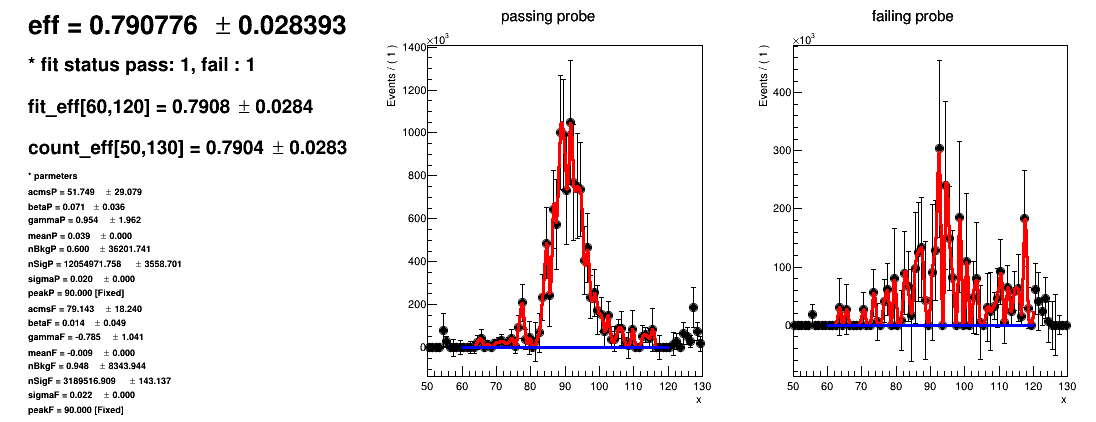 eff = 0.790776 ± 0.028393
* fit status pass: 1, fail : 1
fit_eff[60,120] = 0.7908 ± 0.0284
count_eff[50,130] = 0.7904 ± 0.0283
* parmeters
acmsP = 51.749 ± 29.079
betaP = 0.071 ± 0.036
gammaP = 0.954 ± 1.962
meanP = 0.039 ± 0.000
nBkgP = 0.600 ± 36201.741
nSigP = 12054971.758 ± 3558.701
sigmaP = 0.020 ± 0.000
peakP = 90.000 [Fixed]
acmsF = 79.143 ± 18.240
betaF = 0.014 ± 0.049
gammaF = -0.785 ± 1.041
meanF = -0.009 ± 0.000
nBkgF = 0.948 ± 8343.944
nSigF = 3189516.909 ± 143.137
sigmaF = 0.022 ± 0.000
peakF = 90.000 [Fixed]
passing probe
×10³
Events / ( 1 )
1400
1200
1000
800
600
400
200
0
50 60 70 80 90 100 110 120 130
x
failing probe
×10³
Events / ( 1 )
400
300
200
100
0
50 60 70 80 90 100 110 120 130
x